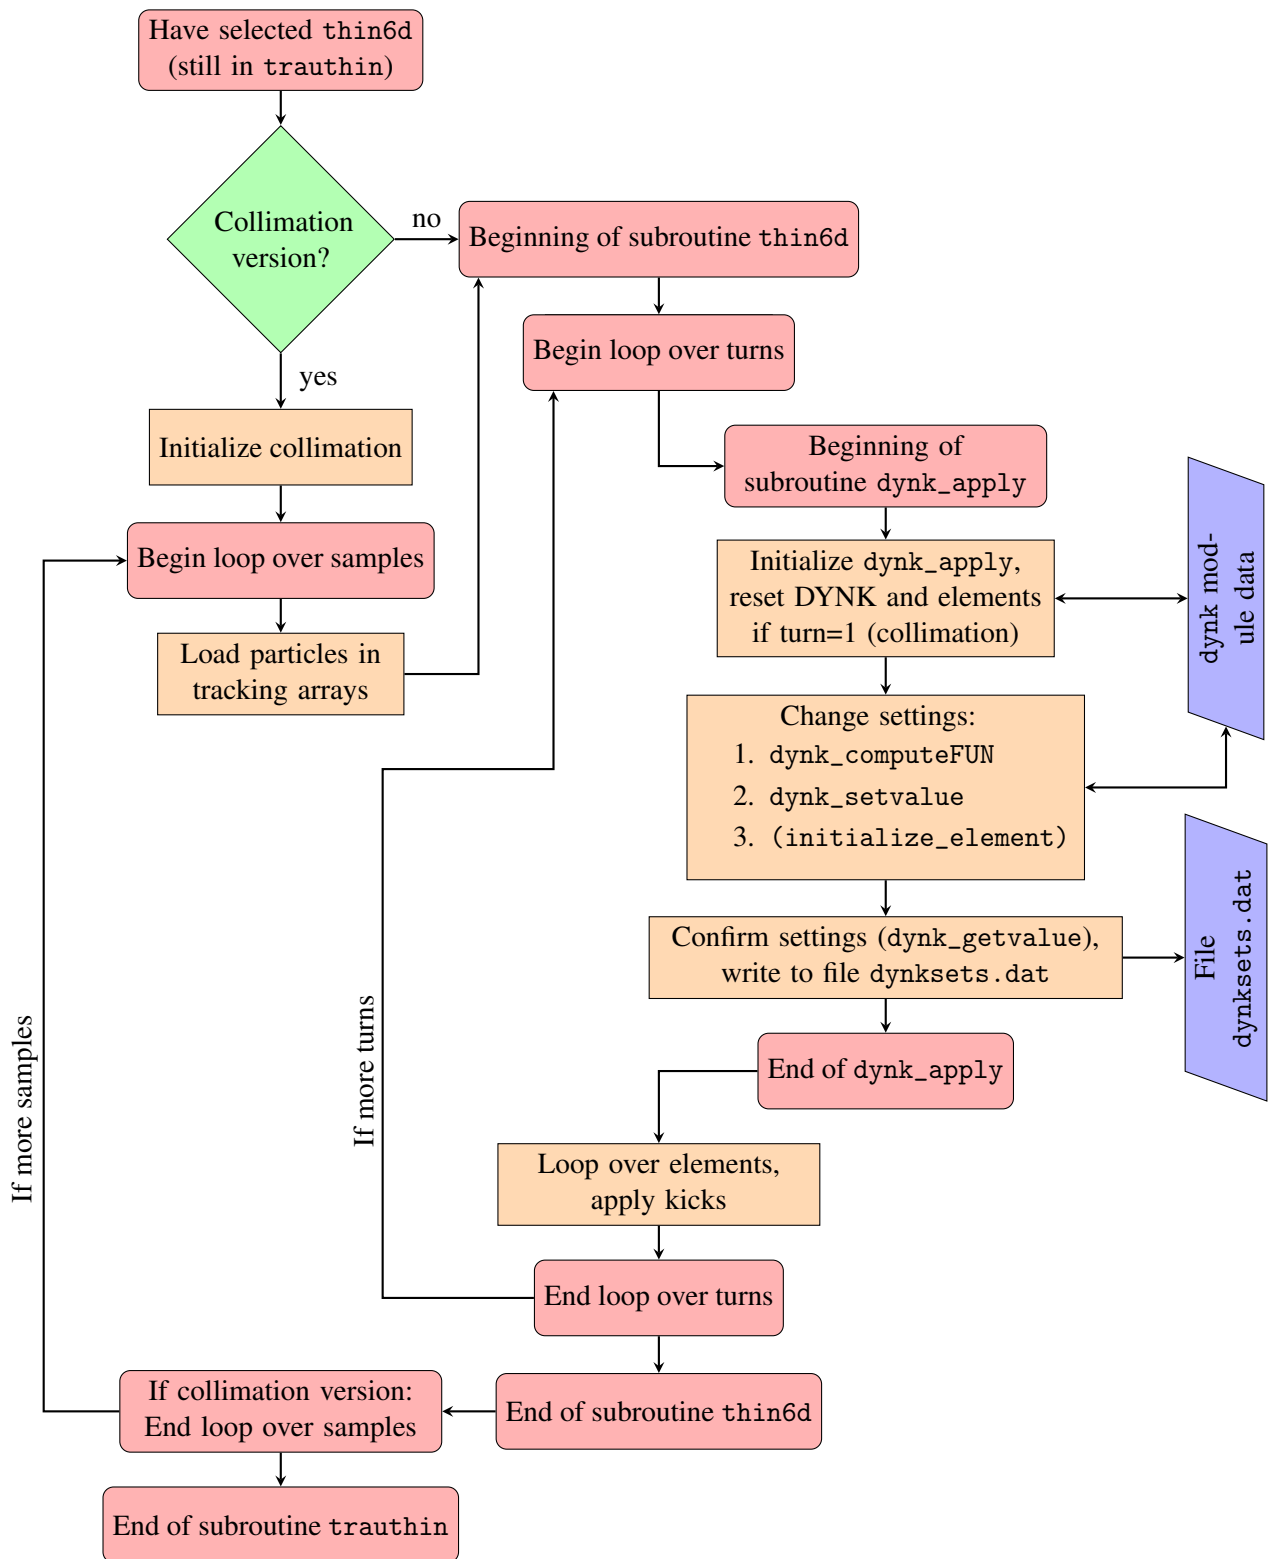 Have selected thin6d
(still in trauthin)
Collimation
version?
no
yes
Beginning of subroutine thin6d
Begin loop over turns
Initialize collimation
Begin loop over samples
Load particles in
tracking arrays
Beginning of
subroutine dynk_apply
Initialize dynk_apply,
reset DYNK and elements
if turn=1 (collimation)
dynk mod-
ule data
Change settings:
1. dynk_computeFUN
2. dynk_setvalue
3. (initialize_element)
Confirm settings (dynk_getvalue),
write to file dynksets.dat
File
dynksets.dat
End of dynk_apply
If more turns
If more samples
Loop over elements,
apply kicks
End loop over turns
End of subroutine thin6d
If collimation version:
End loop over samples
End of subroutine trauthin